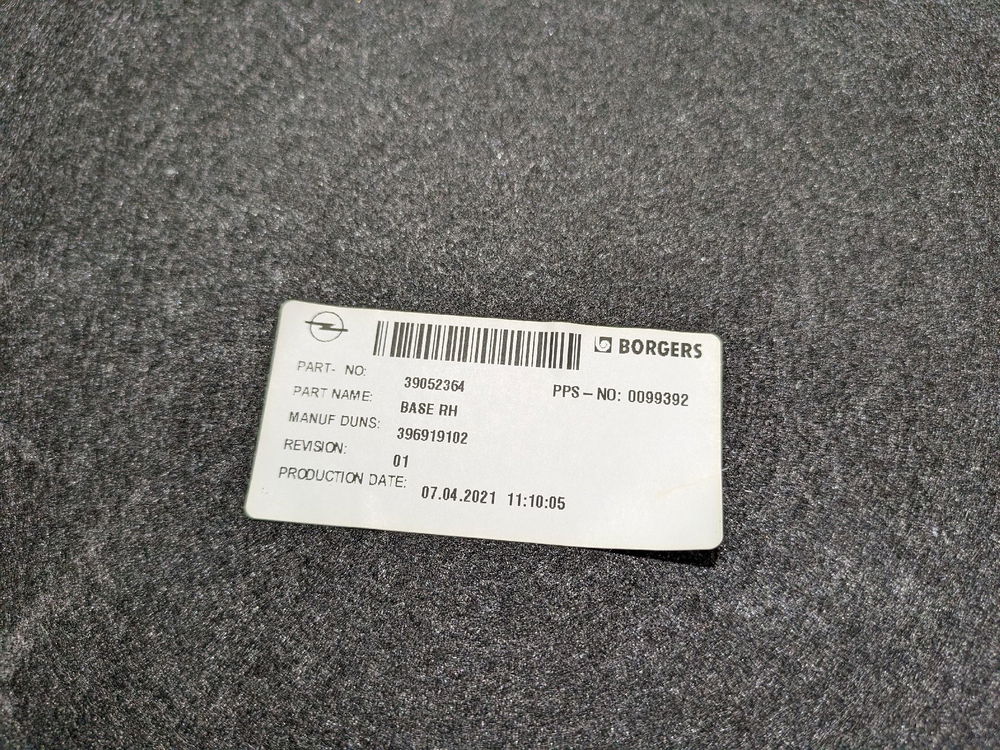 BORGERS
PART- NO: 39052364 PPS-NO: 0099392
PART NAME: BASE RH
MANUF DUNS: 396919102
REVISION: 01
PRODUCTION DATE: 07.04.2021 11:10:05